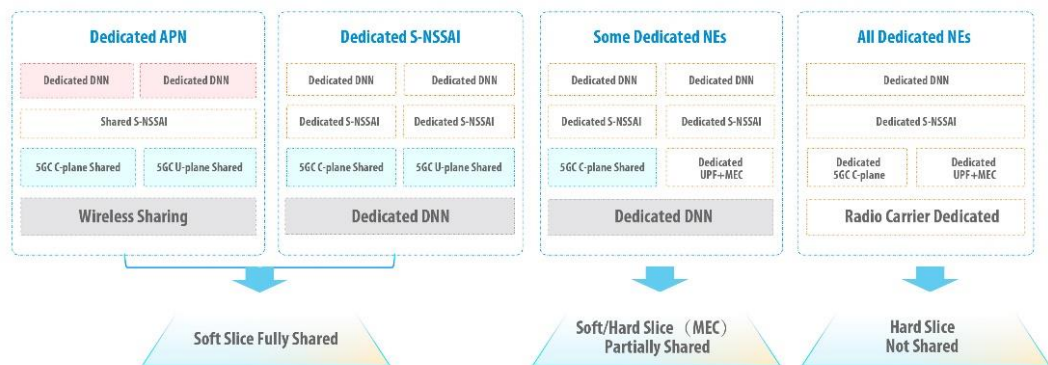 Dedicated APN
Dedicated DNN
Dedicated DNN
Shared S-NSSAI
5GC C-plane Shared
5GC U-plane Shared
Wireless Sharing
Dedicated S-NSSAI
Dedicated DNN
Dedicated DNN
Dedicated S-NSSAI
Dedicated S-NSSAI
5GC C-plane Shared
5GC U-plane Shared
Dedicated DNN
Some Dedicated NEs
Dedicated DNN
Dedicated DNN
Dedicated S-NSSAI
Dedicated S-NSSAI
5GC C-plane Shared
Dedicated
UPF+MEC
Dedicated DNN
All Dedicated NEs
Dedicated DNN
Dedicated S-NSSAI
Dedicated
5GC C-plane
Dedicated
UPF+MEC
Radio Carrier Dedicated
Soft Slice Fully Shared
Soft/Hard Slice（MEC）
Partially Shared
Hard Slice
Not Shared